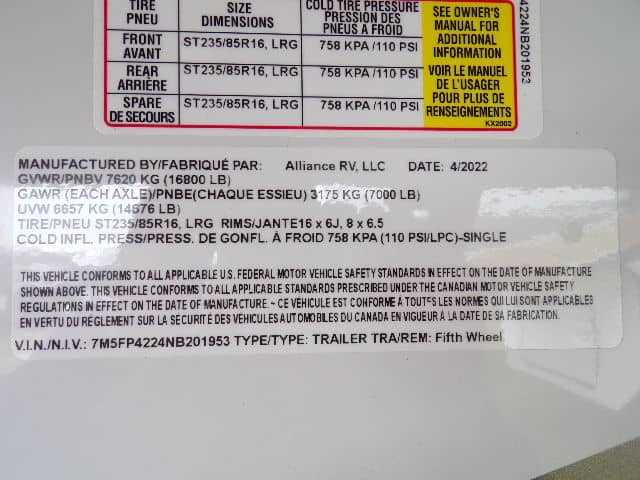 TIRE PNEU
SIZE DIMENSIONS
COLD TIRE PRESSURE
PRESSION DES
PNEUS A FROID
SEE OWNER'S
MANUAL FOR
ADDITIONAL
INFORMATION
FRONT AVANT
ST235/85R16, LRG
758 KPA /110 PSI
REAR ARRIÈRE
ST235/85R16, LRG
758 KPA /110 PSI
SPARE DE SECOURS
ST235/85R16, LRG
758 KPA /110 PSI
VOIR LE MANUEL
DE L'USAGER
POUR PLUS DE
RENSEIGNEMENTS
KX2002
4224NB201953
MANUFACTURED BY/FABRIQUÉ PAR: Alliance RV, LLC DATE: 4/2022
GVWR/PNBV 7620 KG (16800 LB)
GAWR (EACH AXLE)/PNBE(CHAQUE ESSIEU) 3175 KG (7000 LB)
UVW 6657 KG (14676 LB)
TIRE/PNEU ST235/85R16, LRG RIMS/JANTE16 x 6J, 8 x 6.5
COLD INFL. PRESS/PRESS. DE GONFL. À FROID 758 KPA (110 PSI/LPC)-SINGLE
THIS VEHICLE CONFORMS TO ALL APPLICABLE U.S. FEDERAL MOTOR VEHICLE SAFETY STANDARDS IN EFFECT ON THE DATE OF MANUFACTURE
SHOWN ABOVE. THIS VEHICLE CONFORMS TO ALL APPLICABLE STANDARDS PRESCRIBED UNDER THE CANADIAN MOTOR VEHICLE SAFETY
REGULATIONS IN EFFECT ON THE DATE OF MANUFACTURE ~ CE VÉHICULE EST CONFORME À TOUTES LES NORMES QUI LUI SONT APPLICABLES
EN VERTU DU RÈGLEMENT SUR LA SÉCURITÉ DES VÉHICULES AUTOMOBILES DU CANADA EN VIGUEUR À LA DATE DE SA FABRICATION.
V.I.N./N.I.V.: 7M5FP4224NB201953 TYPE/TYPE: TRAILER TRA/REM: Fifth Wheel